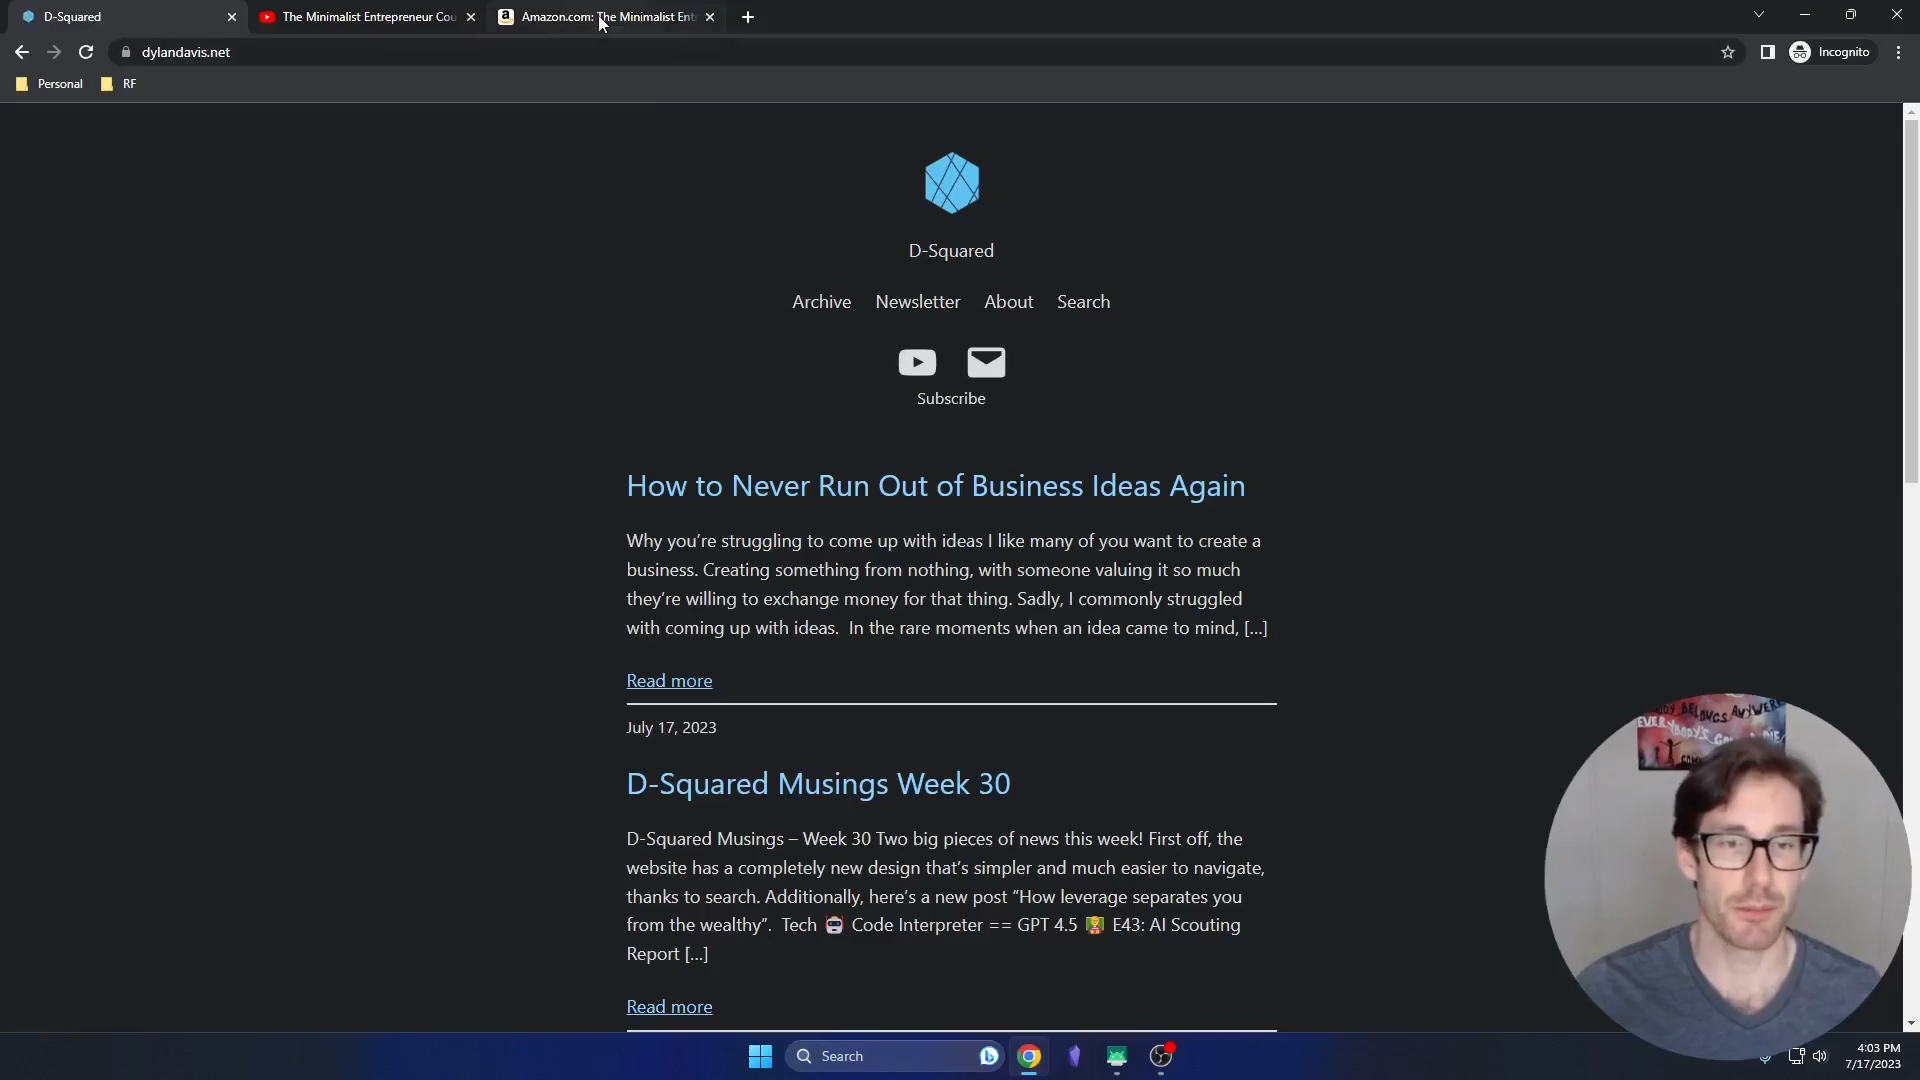 D-Squared
The Minimalist Entrepreneur Cou
Amazon.com: The Minimalist Ent
dylandavis.net
Incognito
Personal
RF
D-Squared
Archive
Newsletter
About
Search
Subscribe
How to Never Run Out of Business Ideas Again
Why you’re struggling to come up with ideas I like many of you want to create a
business. Creating something from nothing, with someone valuing it so much
they’re willing to exchange money for that thing. Sadly, I commonly struggled
with coming up with ideas.  In the rare moments when an idea came to mind, […]
Read more
July 17, 2023
D-Squared Musings Week 30
D-Squared Musings – Week 30 Two big pieces of news this week! First off, the
website has a completely new design that’s simpler and much easier to navigate,
thanks to search. Additionally, here’s a new post “How leverage separates you
from the wealthy”.  Tech 🤖 Code Interpreter == GPT 4.5 E43: AI Scouting
Report […]
Read more
BELONGS ANYWHERE
EVERYBODY'S
Search
4:03 PM
7/17/2023